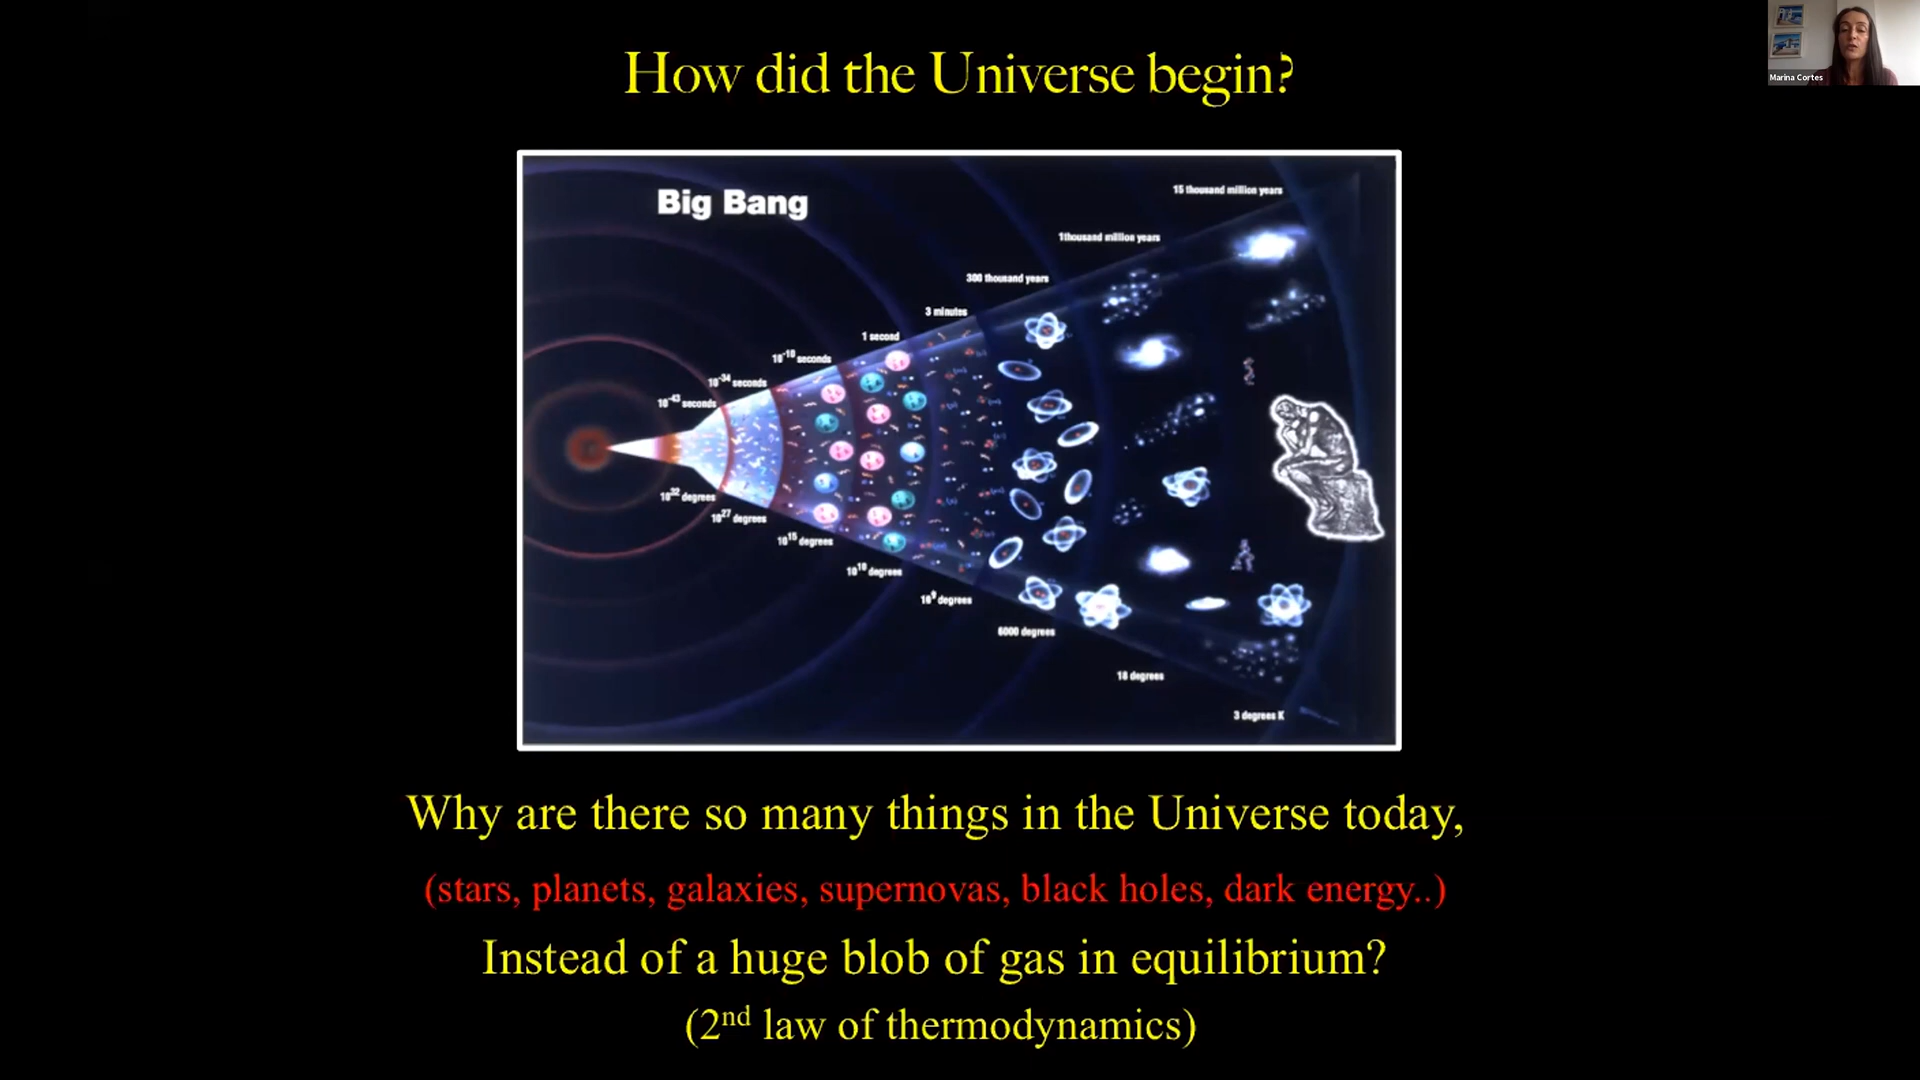 How did the Universe begin?
Marina Cortes
Big Bang
15 thousand million years
1thousand million years
300 thousand years
3 minutes
1 second
10⁻¹⁰ seconds
10⁻³⁴ seconds
10⁻⁴³ seconds
10³² degrees
10²⁷ degrees
10¹⁵ degrees
10¹⁰ degrees
10⁹ degrees
6000 degrees
18 degrees
3 degrees K
Why are there so many things in the Universe today,
(stars, planets, galaxies, supernovas, black holes, dark energy..)
Instead of a huge blob of gas in equilibrium?
(2ⁿᵈ law of thermodynamics)